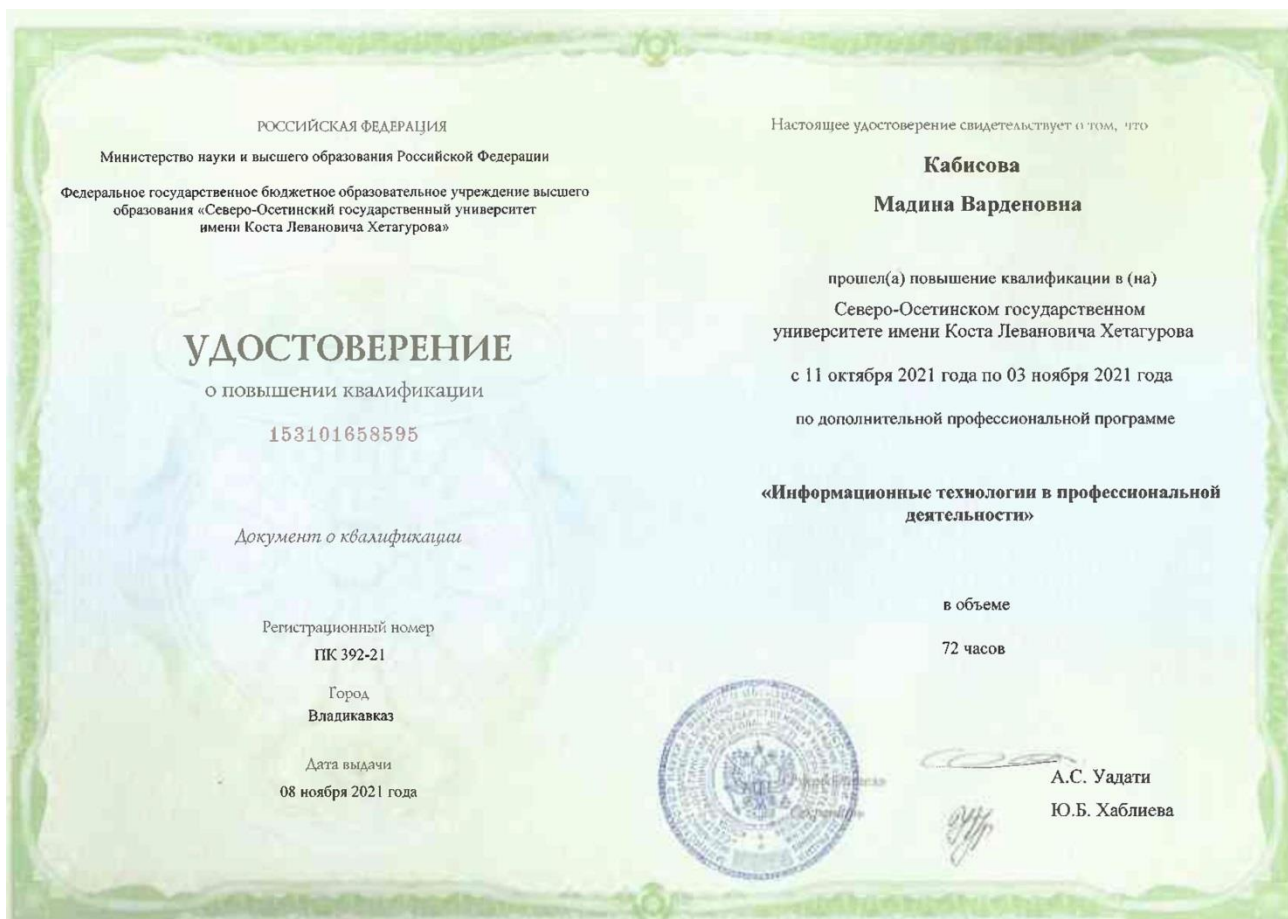 РОССИЙСКАЯ ФЕДЕРАЦИЯ
Министерство науки и высшего образования Российской Федерации
Федеральное государственное бюджетное образовательное учреждение высшего
образования «Северо-Осетинский государственный университет
имени Коста Левановича Хетагурова»
УДОСТОВЕРЕНИЕ
о повышении квалификации
153101658595
Документ о квалификации
Регистрационный номер
ПК 392-21
Город
Владикавказ
Дата выдачи
08 ноября 2021 года
Настоящее удостоверение свидетельствует о том, что
Кабисова
Мадина Варденовна
прошел(а) повышение квалификации в (на)
Северо-Осетинском государственном
университете имени Коста Левановича Хетагурова
с 11 октября 2021 года по 03 ноября 2021 года
по дополнительной профессиональной программе
«Информационные технологии в профессиональной
деятельности»
в объеме
72 часов
Руководитель
А.С. Уадати
Секретарь
Ю.Б. Хаблиева